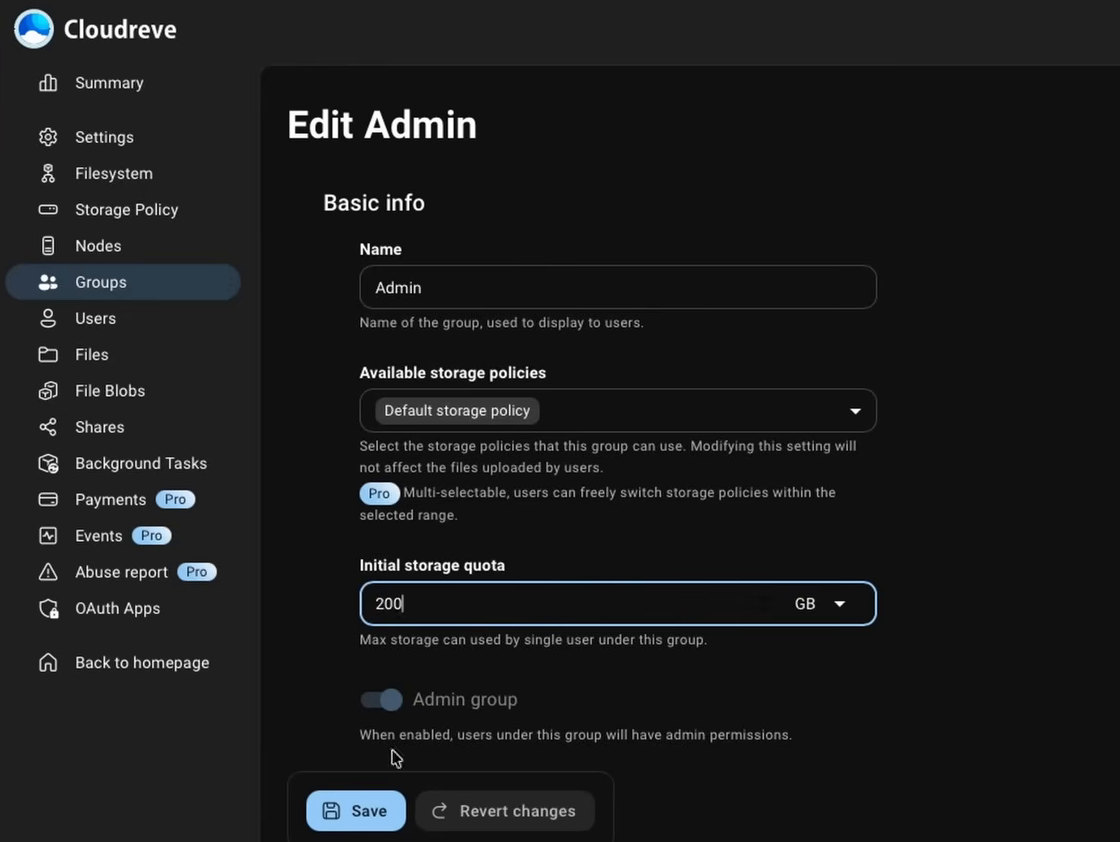 Cloudreve
Summary
Settings
Filesystem
Storage Policy
Nodes
Groups
Users
Files
File Blobs
Shares
Background Tasks
Payments Pro
Events Pro
Abuse report Pro
OAuth Apps
Back to homepage
Edit Admin
Basic info
Name
Admin
Name of the group, used to display to users.
Available storage policies
Default storage policy
Select the storage policies that this group can use. Modifying this setting will
not affect the files uploaded by users.
Pro Multi-selectable, users can freely switch storage policies within the
selected range.
Initial storage quota
200 GB
Max storage can used by single user under this group.
Admin group
When enabled, users under this group will have admin permissions.
Save Revert changes